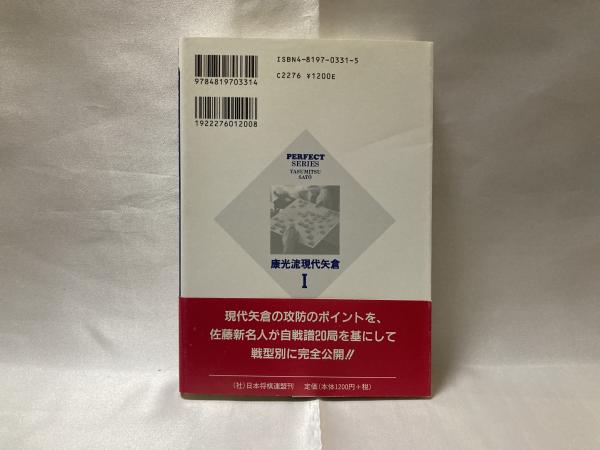 ISBN4-8197-0331-5
C2276 ¥1200E
9784819703314
1922276012008
PERFECT
SERIES
YASUMITSU
SATO
康光流現代矢倉
I
現代矢倉の攻防のポイントを、
佐藤新名人が自戦譜20局を基にして
戦型別に完全公開!!
(社)日本将棋連盟刊 定価(本体1200円+税)